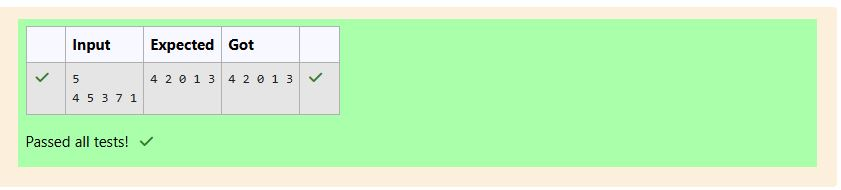 Input Expected Got
5 4 2 0 1 3 4 2 0 1 3
4 5 3 7 1
Passed all tests!